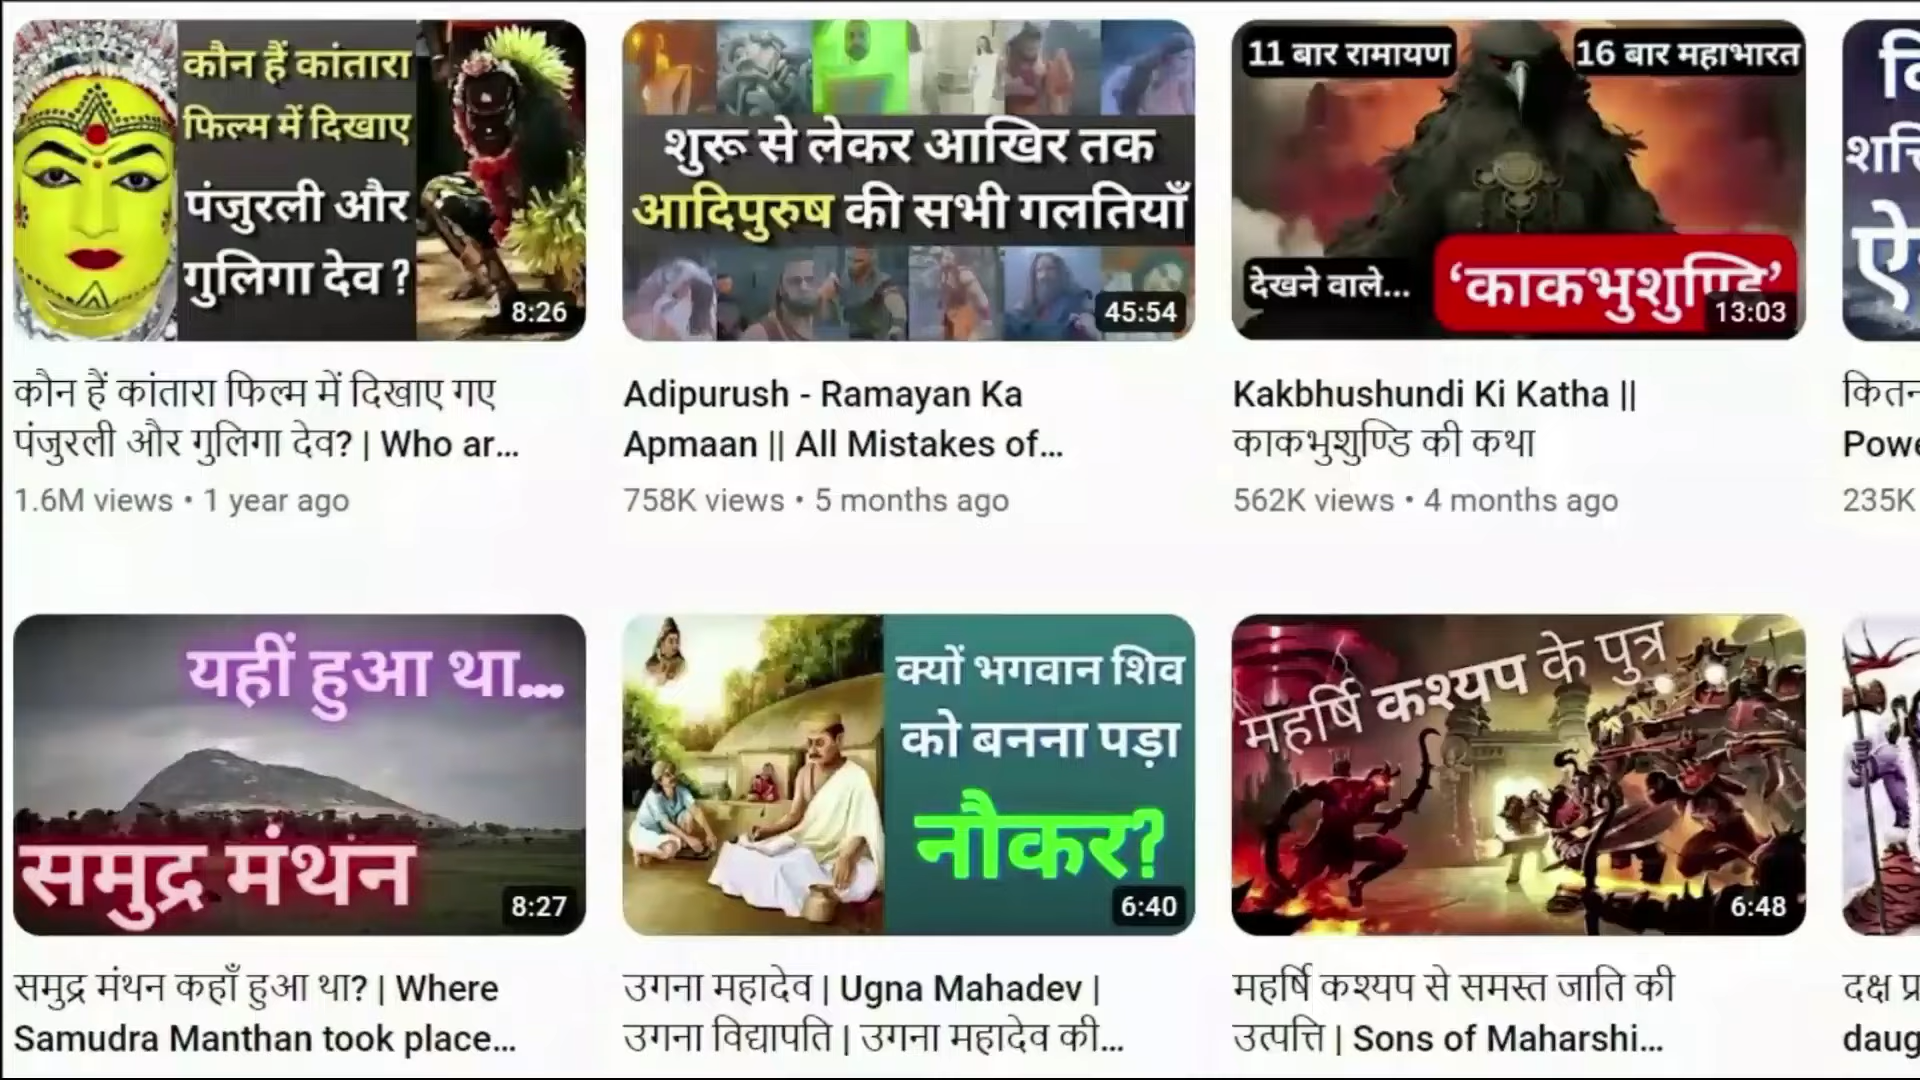 कौन हैं कांतारा
फिल्म में दिखाए
पंजुरली और
गुलिगा देव ?
8:26
कौन हैं कांतारा फिल्म में दिखाए गए
पंजुरली और गुलिगा देव? | Who ar...
1.6M views • 1 year ago
शुरू से लेकर आखिर तक
आदिपुरुष की सभी गलतियाँ
45:54
Adipurush - Ramayan Ka
Apmaan || All Mistakes of...
758K views • 5 months ago
11 बार रामायण
16 बार महाभारत
देखने वाले...
‘काकभुशुण्डि’
13:03
Kakbhushundi Ki Katha ||
काकभुशुण्डि की कथा
562K views • 4 months ago
235K
यहीं हुआ था...
समुद्र मंथन
8:27
समुद्र मंथन कहाँ हुआ था? | Where
Samudra Manthan took place...
क्यों भगवान शिव
को बनना पड़ा
नौकर?
6:40
उगना महादेव | Ugna Mahadev |
उगना विद्यापति | उगना महादेव की...
महर्षि कश्यप के पुत्र
6:48
महर्षि कश्यप से समस्त जाति की
उत्पत्ति | Sons of Maharshi...